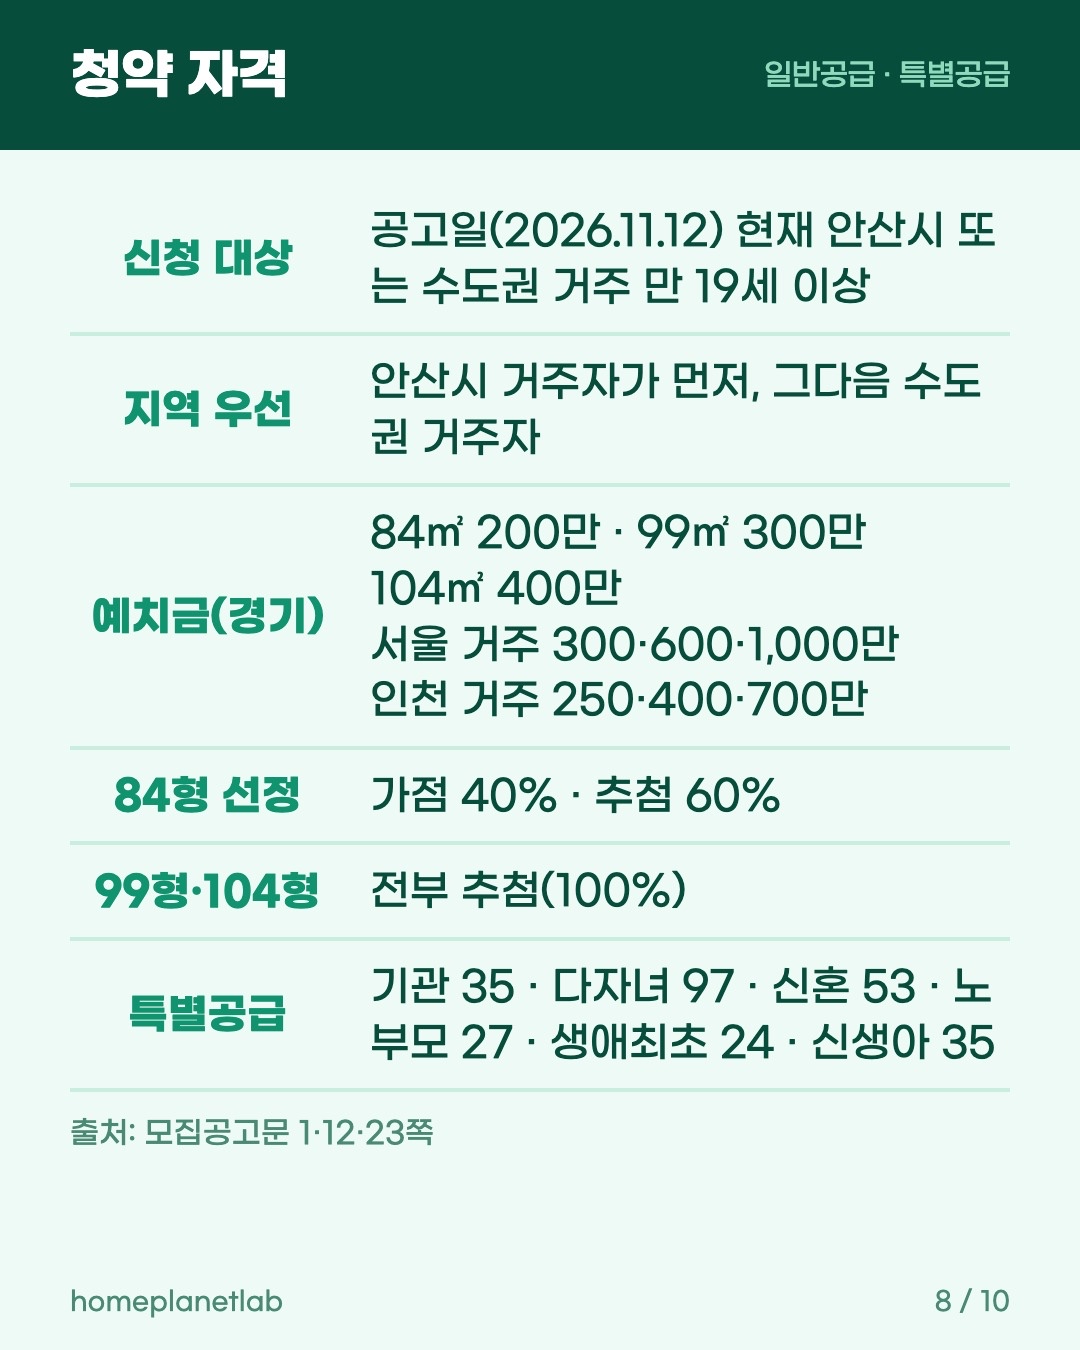 청약 자격
일반공급 · 특별공급
신청 대상
공고일(2026.11.12) 현재 안산시 또
는 수도권 거주 만 19세 이상
지역 우선
안산시 거주자가 먼저, 그다음 수도
권 거주자
예치금(경기)
84㎡ 200만 · 99㎡ 300만
104㎡ 400만
서울 거주 300·600·1,000만
인천 거주 250·400·700만
84형 선정
가점 40% · 추첨 60%
99형·104형
전부 추첨(100%)
특별공급
기관 35 · 다자녀 97 · 신혼 53 · 노
부모 27 · 생애최초 24 · 신생아 35
출처: 모집공고문 1·12·23쪽
homeplanetlab
8 / 10